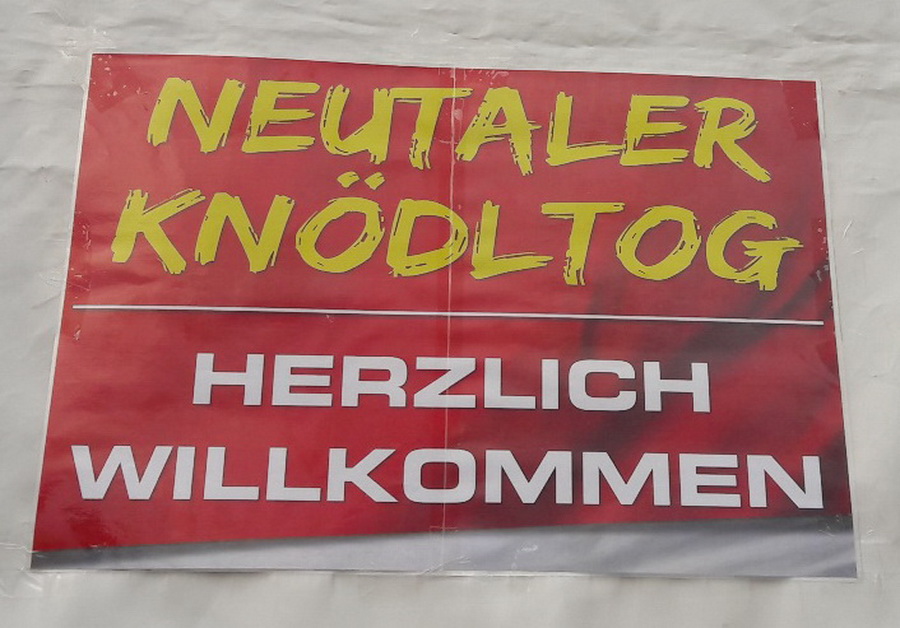 NEUTALER
KNÖDLTOG
HERZLICH
WILLKOMMEN